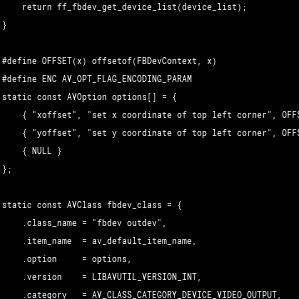 return ff_fbdev_get_device_list(device_list);
}
#define OFFSET(x) offsetof(FBDevContext, x)
#define ENC AV_OPT_FLAG_ENCODING_PARAM
static const AVOption options[] = {
{ "xoffset", "set x coordinate of top left corner", OFFS
{ "yoffset", "set y coordinate of top left corner", OFFS
{ NULL }
};
static const AVClass fbdev_class = {
.class_name = "fbdev outdev",
.item_name = av_default_item_name,
.option = options,
.version = LIBAVUTIL_VERSION_INT,
.category = AV_CLASS_CATEGORY_DEVICE_VIDEO_OUTPUT,